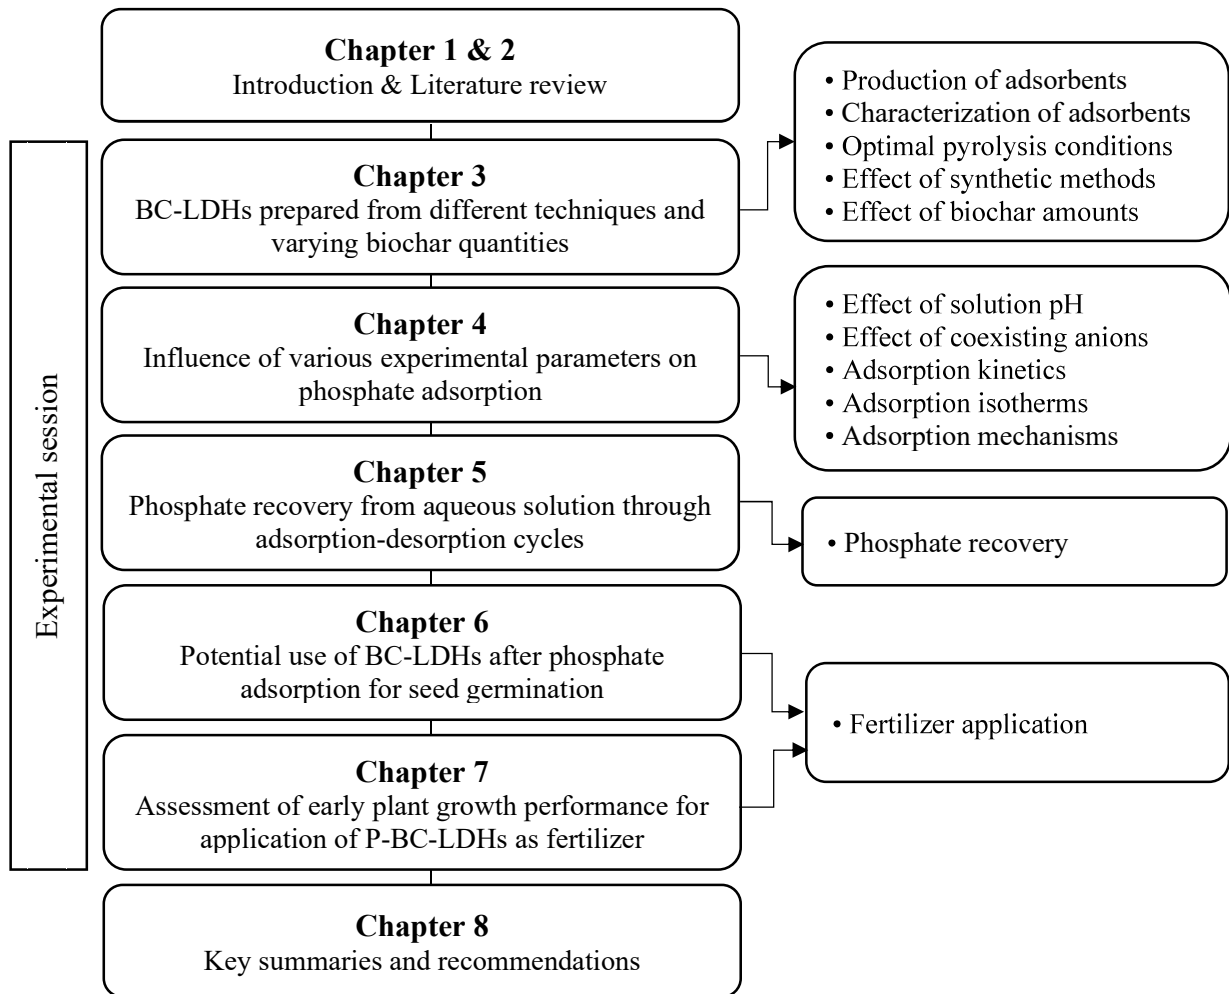 Chapter 1 & 2
Introduction & Literature review
Experimental session
Chapter 3
BC-LDHs prepared from different techniques and
varying biochar quantities
• Production of adsorbents
• Characterization of adsorbents
• Optimal pyrolysis conditions
• Effect of synthetic methods
• Effect of biochar amounts
Chapter 4
Influence of various experimental parameters on
phosphate adsorption
• Effect of solution pH
• Effect of coexisting anions
• Adsorption kinetics
• Adsorption isotherms
• Adsorption mechanisms
Chapter 5
Phosphate recovery from aqueous solution through
adsorption-desorption cycles
• Phosphate recovery
Chapter 6
Potential use of BC-LDHs after phosphate
adsorption for seed germination
Chapter 7
Assessment of early plant growth performance for
application of P-BC-LDHs as fertilizer
• Fertilizer application
Chapter 8
Key summaries and recommendations